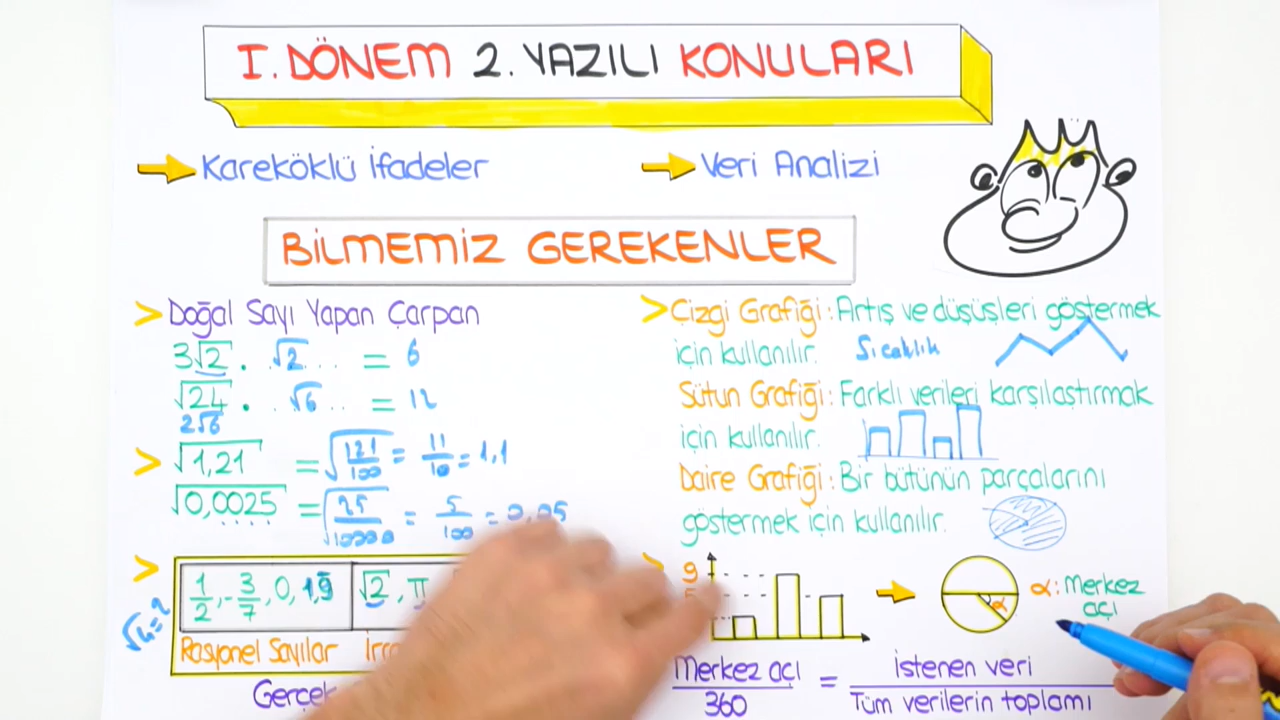 I. DÖNEM 2. YAZILI KONULARI
Kareköklü İfadeler
Veri Analizi
BİLMEMİZ GEREKENLER
> Doğal Sayı Yapan Çarpan
3√2 . √2 = 6
√24 . √6 = 12
2√6
> √1,21 = √121/100 = 11/10 = 1,1
√0,0025 = √25/10000 = 5/100 =
>
1/2, -3/7, 0, 1,9
√2, π
√4=2
Rasyonel Sayılar
Gerçek
> Çizgi Grafiği : Artış ve düşüşleri göstermek
için kullanılır. Sıcaklık
Sütun Grafiği : Farklı verileri karşılaştırmak
için kullanılır.
Daire Grafiği : Bir bütünün parçalarını
göstermek için kullanılır.
9
α
α : Merkez
açı
Merkez açı / 360 = İstenen veri / Tüm verilerin toplamı